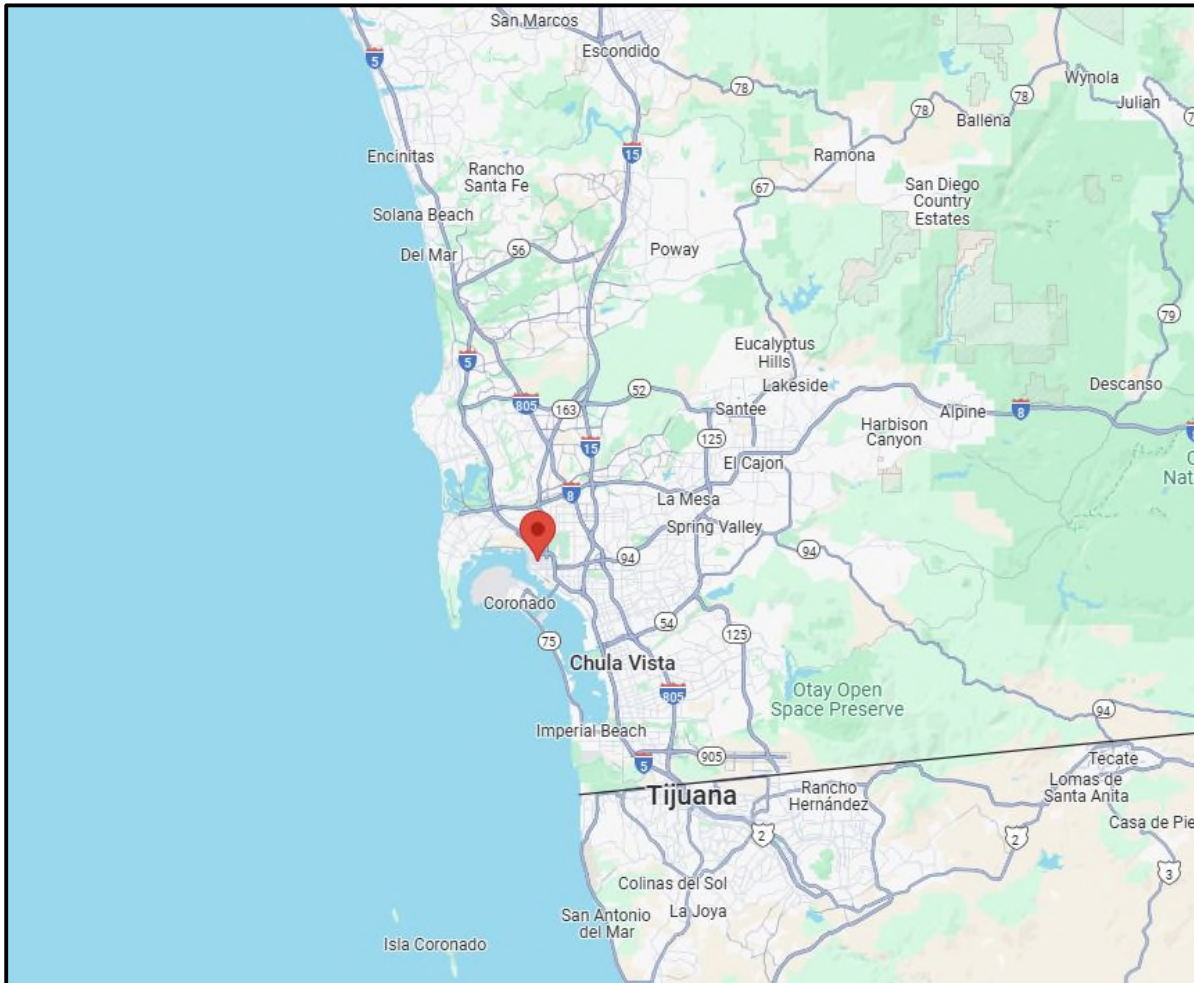 San Marcos
Escondido
5
78
78
78
Wynola
Julian
Ballena
15
Encinitas
Rancho
Santa Fe
Ramona
67
San Diego
Country
Estates
Solana Beach
Del Mar
56
Poway
79
Eucalyptus
Hills
5
Lakeside
Descanso
52
805
163
Santee
Alpine
8
Harbison
Canyon
125
15
El Cajon
8
La Mesa
Spring Valley
94
94
Coronado
54
75
125
Chula Vista
805
Otay Open
Space Preserve
94
Imperial Beach
905
5
Tecate
Tijuana
Rancho
Hernández
Lomas de
Santa Anita
2
2
Casa de Pie
3
Colinas del Sol
La Joya
San Antonio
del Mar
Isla Coronado